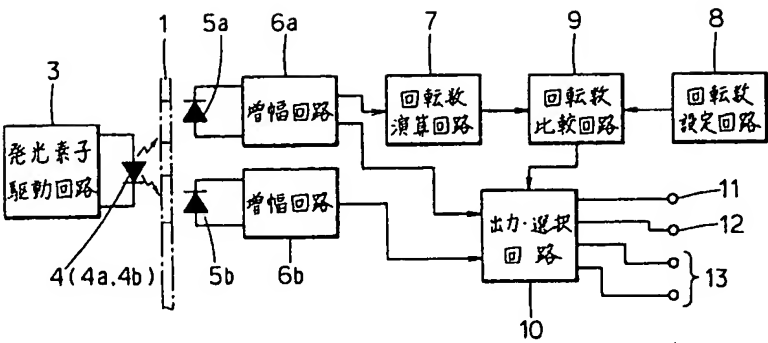 1
5a
6a
7
9
8
3
発光素子
駆動回路
増幅回路
回転数
演算回路
回転数
比較回路
回転数
設定回路
増幅回路
出力・選択
回路
11
12
13
4(4a.4b)
5b
6b
10